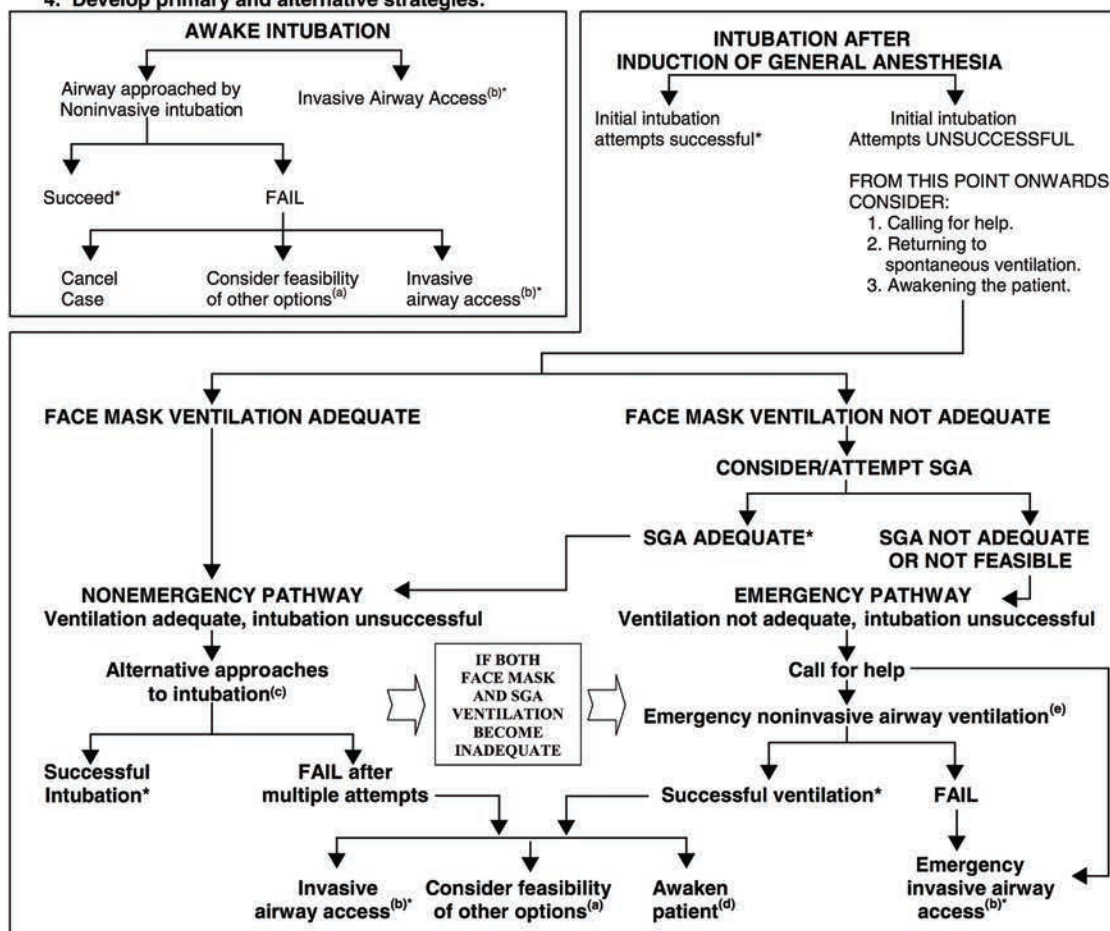 4. Develop primary and alternative strategies:
AWAKE INTUBATION
Airway approached by
Noninvasive intubation
Invasive Airway Access(b)*
Succeed*
FAIL
Cancel
Case
Consider feasibility
of other options(a)
Invasive
airway access(b)*
INTUBATION AFTER
INDUCTION OF GENERAL ANESTHESIA
Initial intubation
attempts successful*
Initial intubation
Attempts UNSUCCESSFUL
FROM THIS POINT ONWARDS
CONSIDER:
1. Calling for help.
2. Returning to
spontaneous ventilation.
3. Awakening the patient.
FACE MASK VENTILATION ADEQUATE
FACE MASK VENTILATION NOT ADEQUATE
CONSIDER/ATTEMPT SGA
SGA ADEQUATE*
SGA NOT ADEQUATE
OR NOT FEASIBLE
NONEMERGENCY PATHWAY
Ventilation adequate, intubation unsuccessful
EMERGENCY PATHWAY
Ventilation not adequate, intubation unsuccessful
Alternative approaches
to intubation(c)
IF BOTH
FACE MASK
AND SGA
VENTILATION
BECOME
INADEQUATE
Call for help
Emergency noninvasive airway ventilation(e)
Successful
Intubation*
FAIL after
multiple attempts
Successful ventilation*
FAIL
Invasive
airway access(b)*
Consider feasibility
of other options(a)
Awaken
patient(d)
Emergency
invasive airway
access(b)*